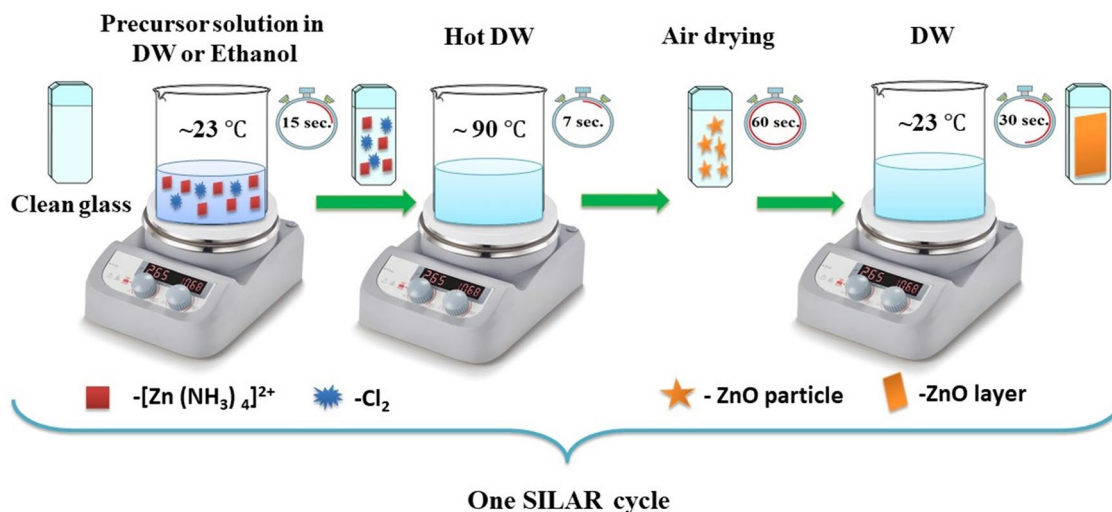 Precursor solution in
DW or Ethanol
Hot DW
Air drying
DW
~23 °C
15 sec.
~ 90 °C
7 sec.
60 sec.
~23 °C
30 sec.
Clean glass
265 1068
265 1068
265 1068
-[Zn (NH₃) ₄]²⁺
-Cl₂
- ZnO particle
-ZnO layer
One SILAR cycle